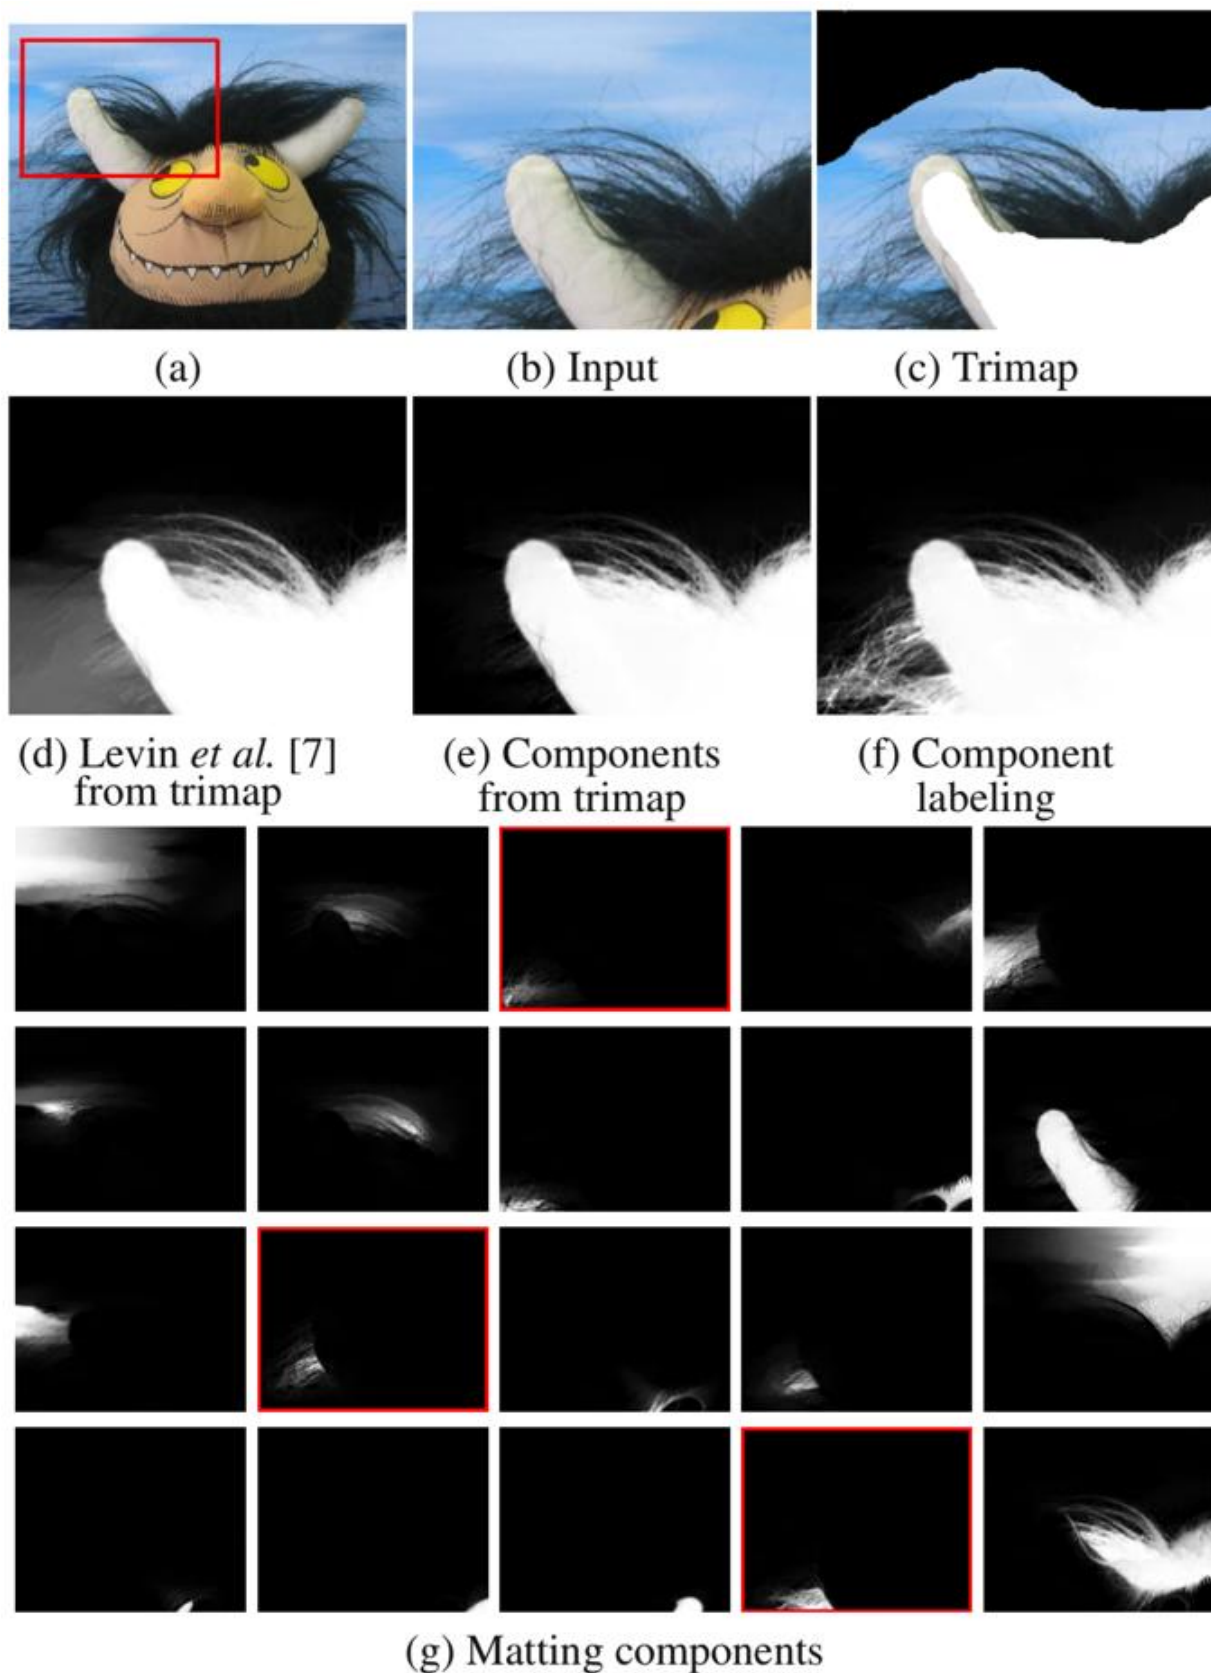 (a)
(b) Input
(c) Trimap
(d) Levin et al. [7]
from trimap
(e) Components
from trimap
(f) Component
labeling
(g) Matting components